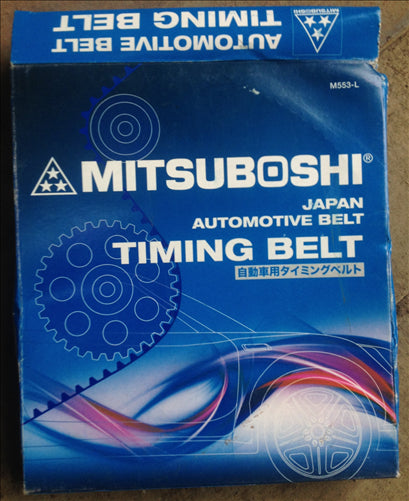 AUTOMOTIVE BELT
TIMING BELT
MITSUBOSHI
M553-L
MITSUBOSHI®
JAPAN
AUTOMOTIVE BELT
TIMING BELT
自動車用タイミングベルト